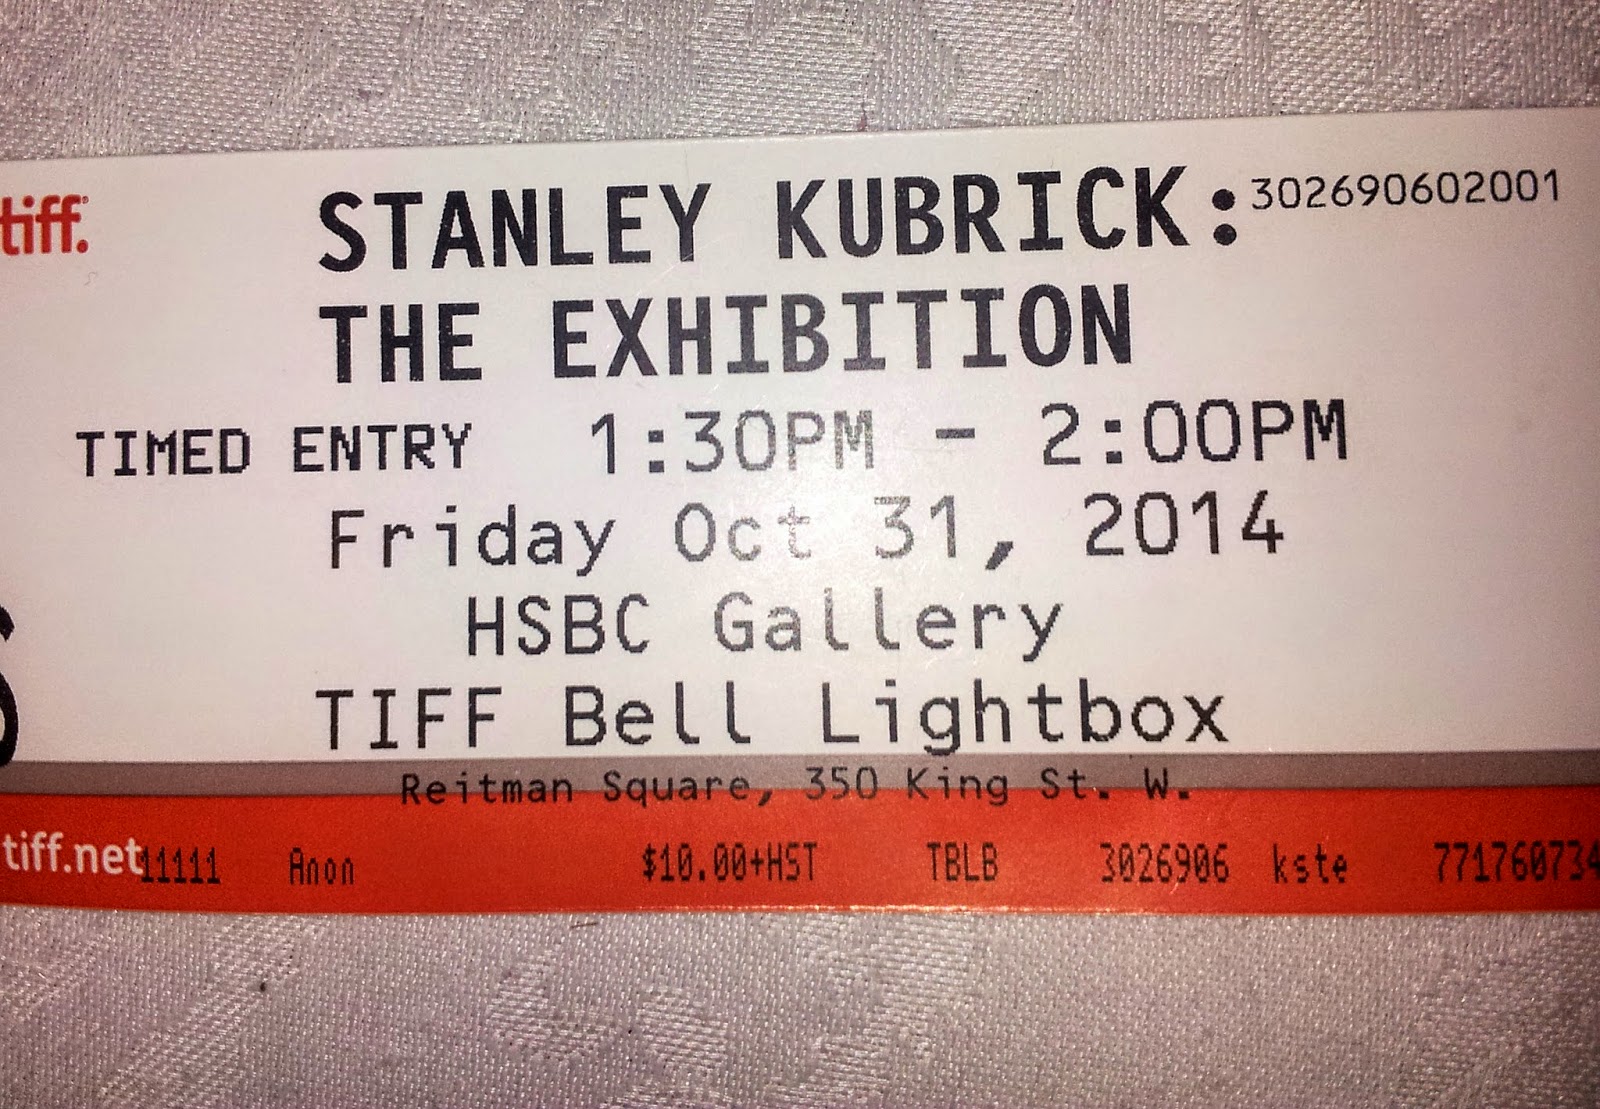 tiff.
STANLEY KUBRICK: 302690602001
THE EXHIBITION
TIMED ENTRY 1:30PM - 2:00PM
Friday Oct 31, 2014
HSBC Gallery
TIFF Bell Lightbox
Reitman Square, 350 King St. W.
tiff.net 11111 Anon $10.00+HST TBLB 3026906 kste 771760734